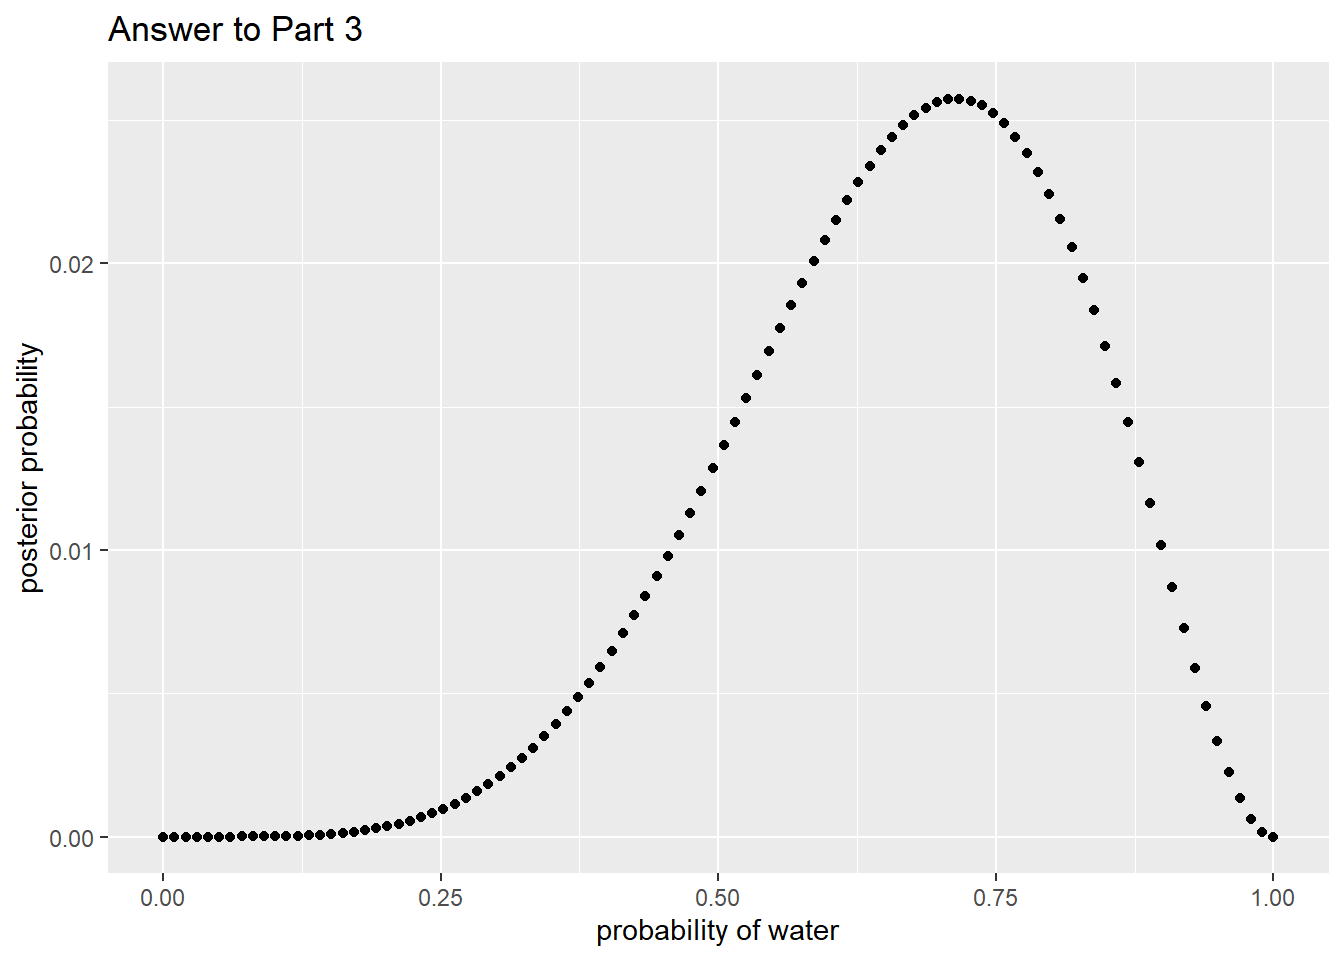 Answer to Part 3
posterior probability
0.02
0.01
0.00
0.00 0.25 0.50 0.75 1.00
probability of water